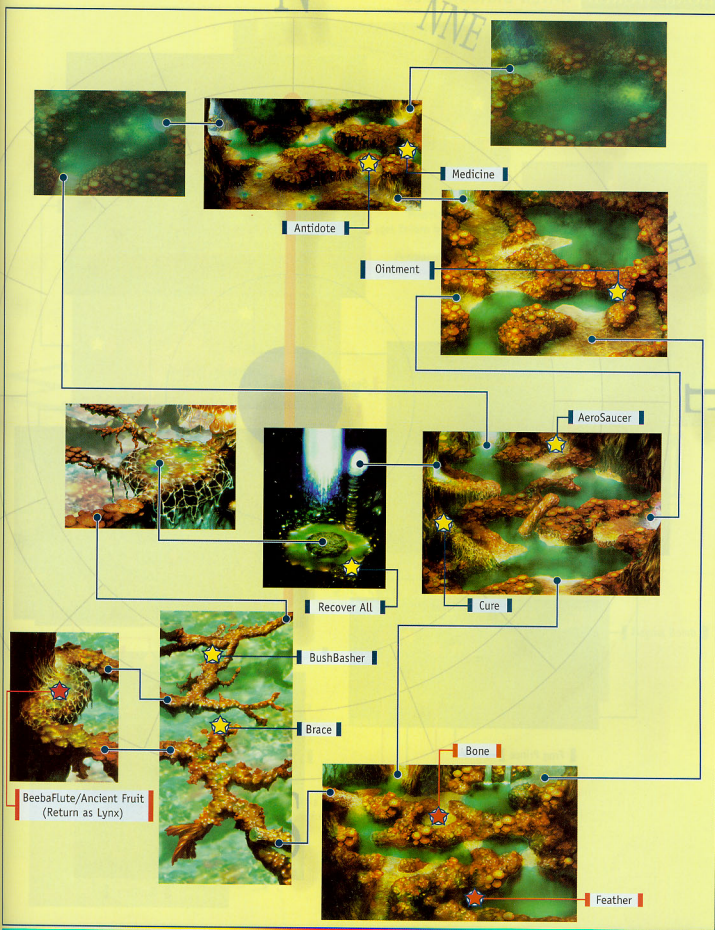 NNE
Medicine
Antidote
Ointment
AeroSaucer
Recover All
Cure
BushBasher
Brace
Bone
BeebaFlute/Ancient Fruit
(Return as Lynx)
Feather